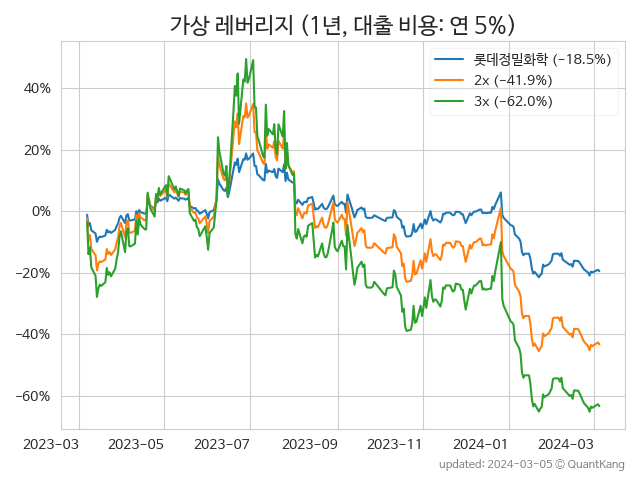 가상 레버리지 (1년, 대출 비용: 연 5%)
롯데정밀화학 (−18.5%)
2x (−41.9%)
3x (−62.0%)
40%
20%
0%
−20%
−40%
−60%
2023−03 2023−05 2023−07 2023−09 2023−11 2024−01 2024−03
updated: 2024-03-05 © QuantKang